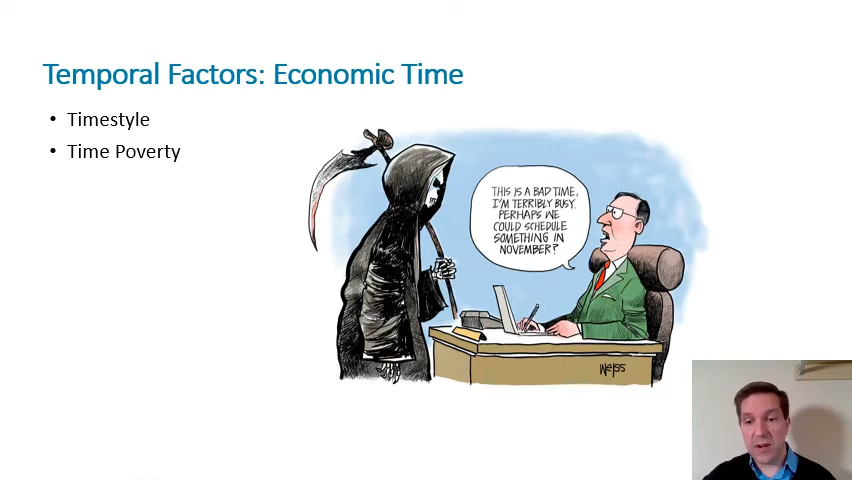 Temporal Factors: Economic Time
• Timestyle
• Time Poverty
THIS IS A BAD TIME,
I'M TERRIBLY BUSY.
PERHAPS WE
COULD SCHEDULE
SOMETHING IN
NOVEMBER?
Weiss